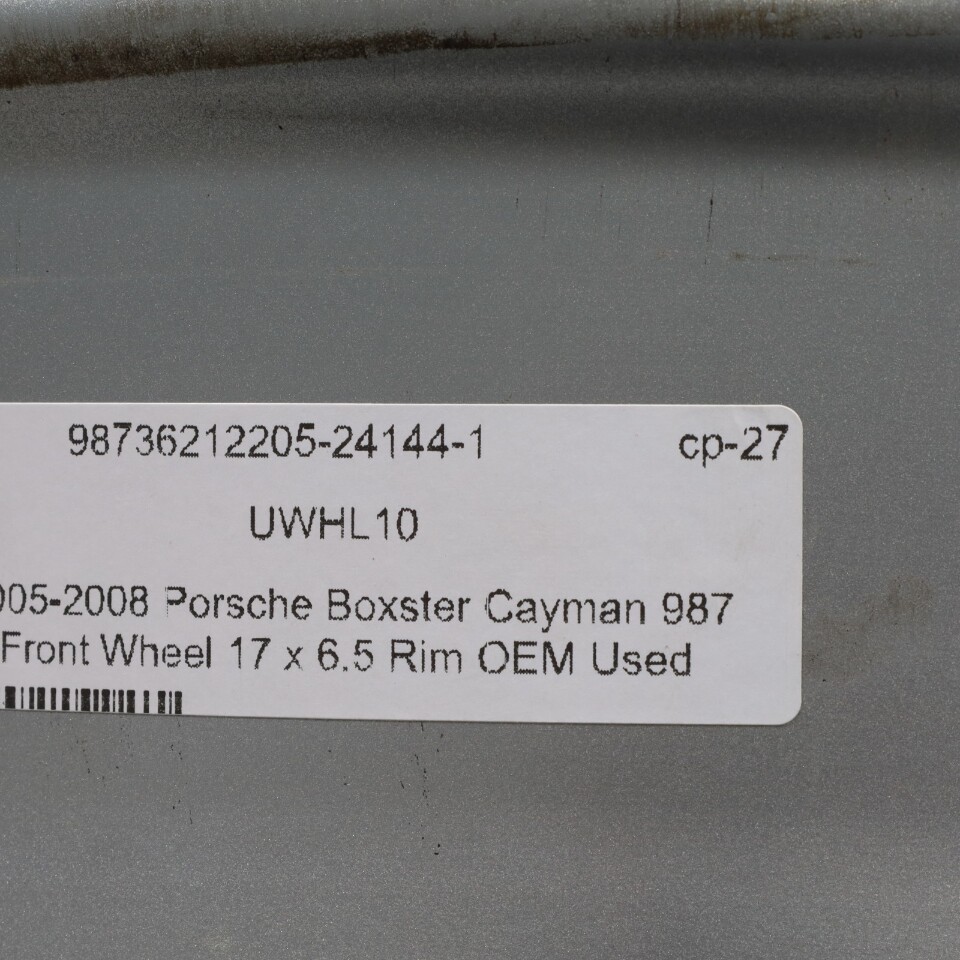 98736212205-24144-1 cp-27
UWHL10
005-2008 Porsche Boxster Cayman 987
Front Wheel 17 x 6.5 Rim OEM Used